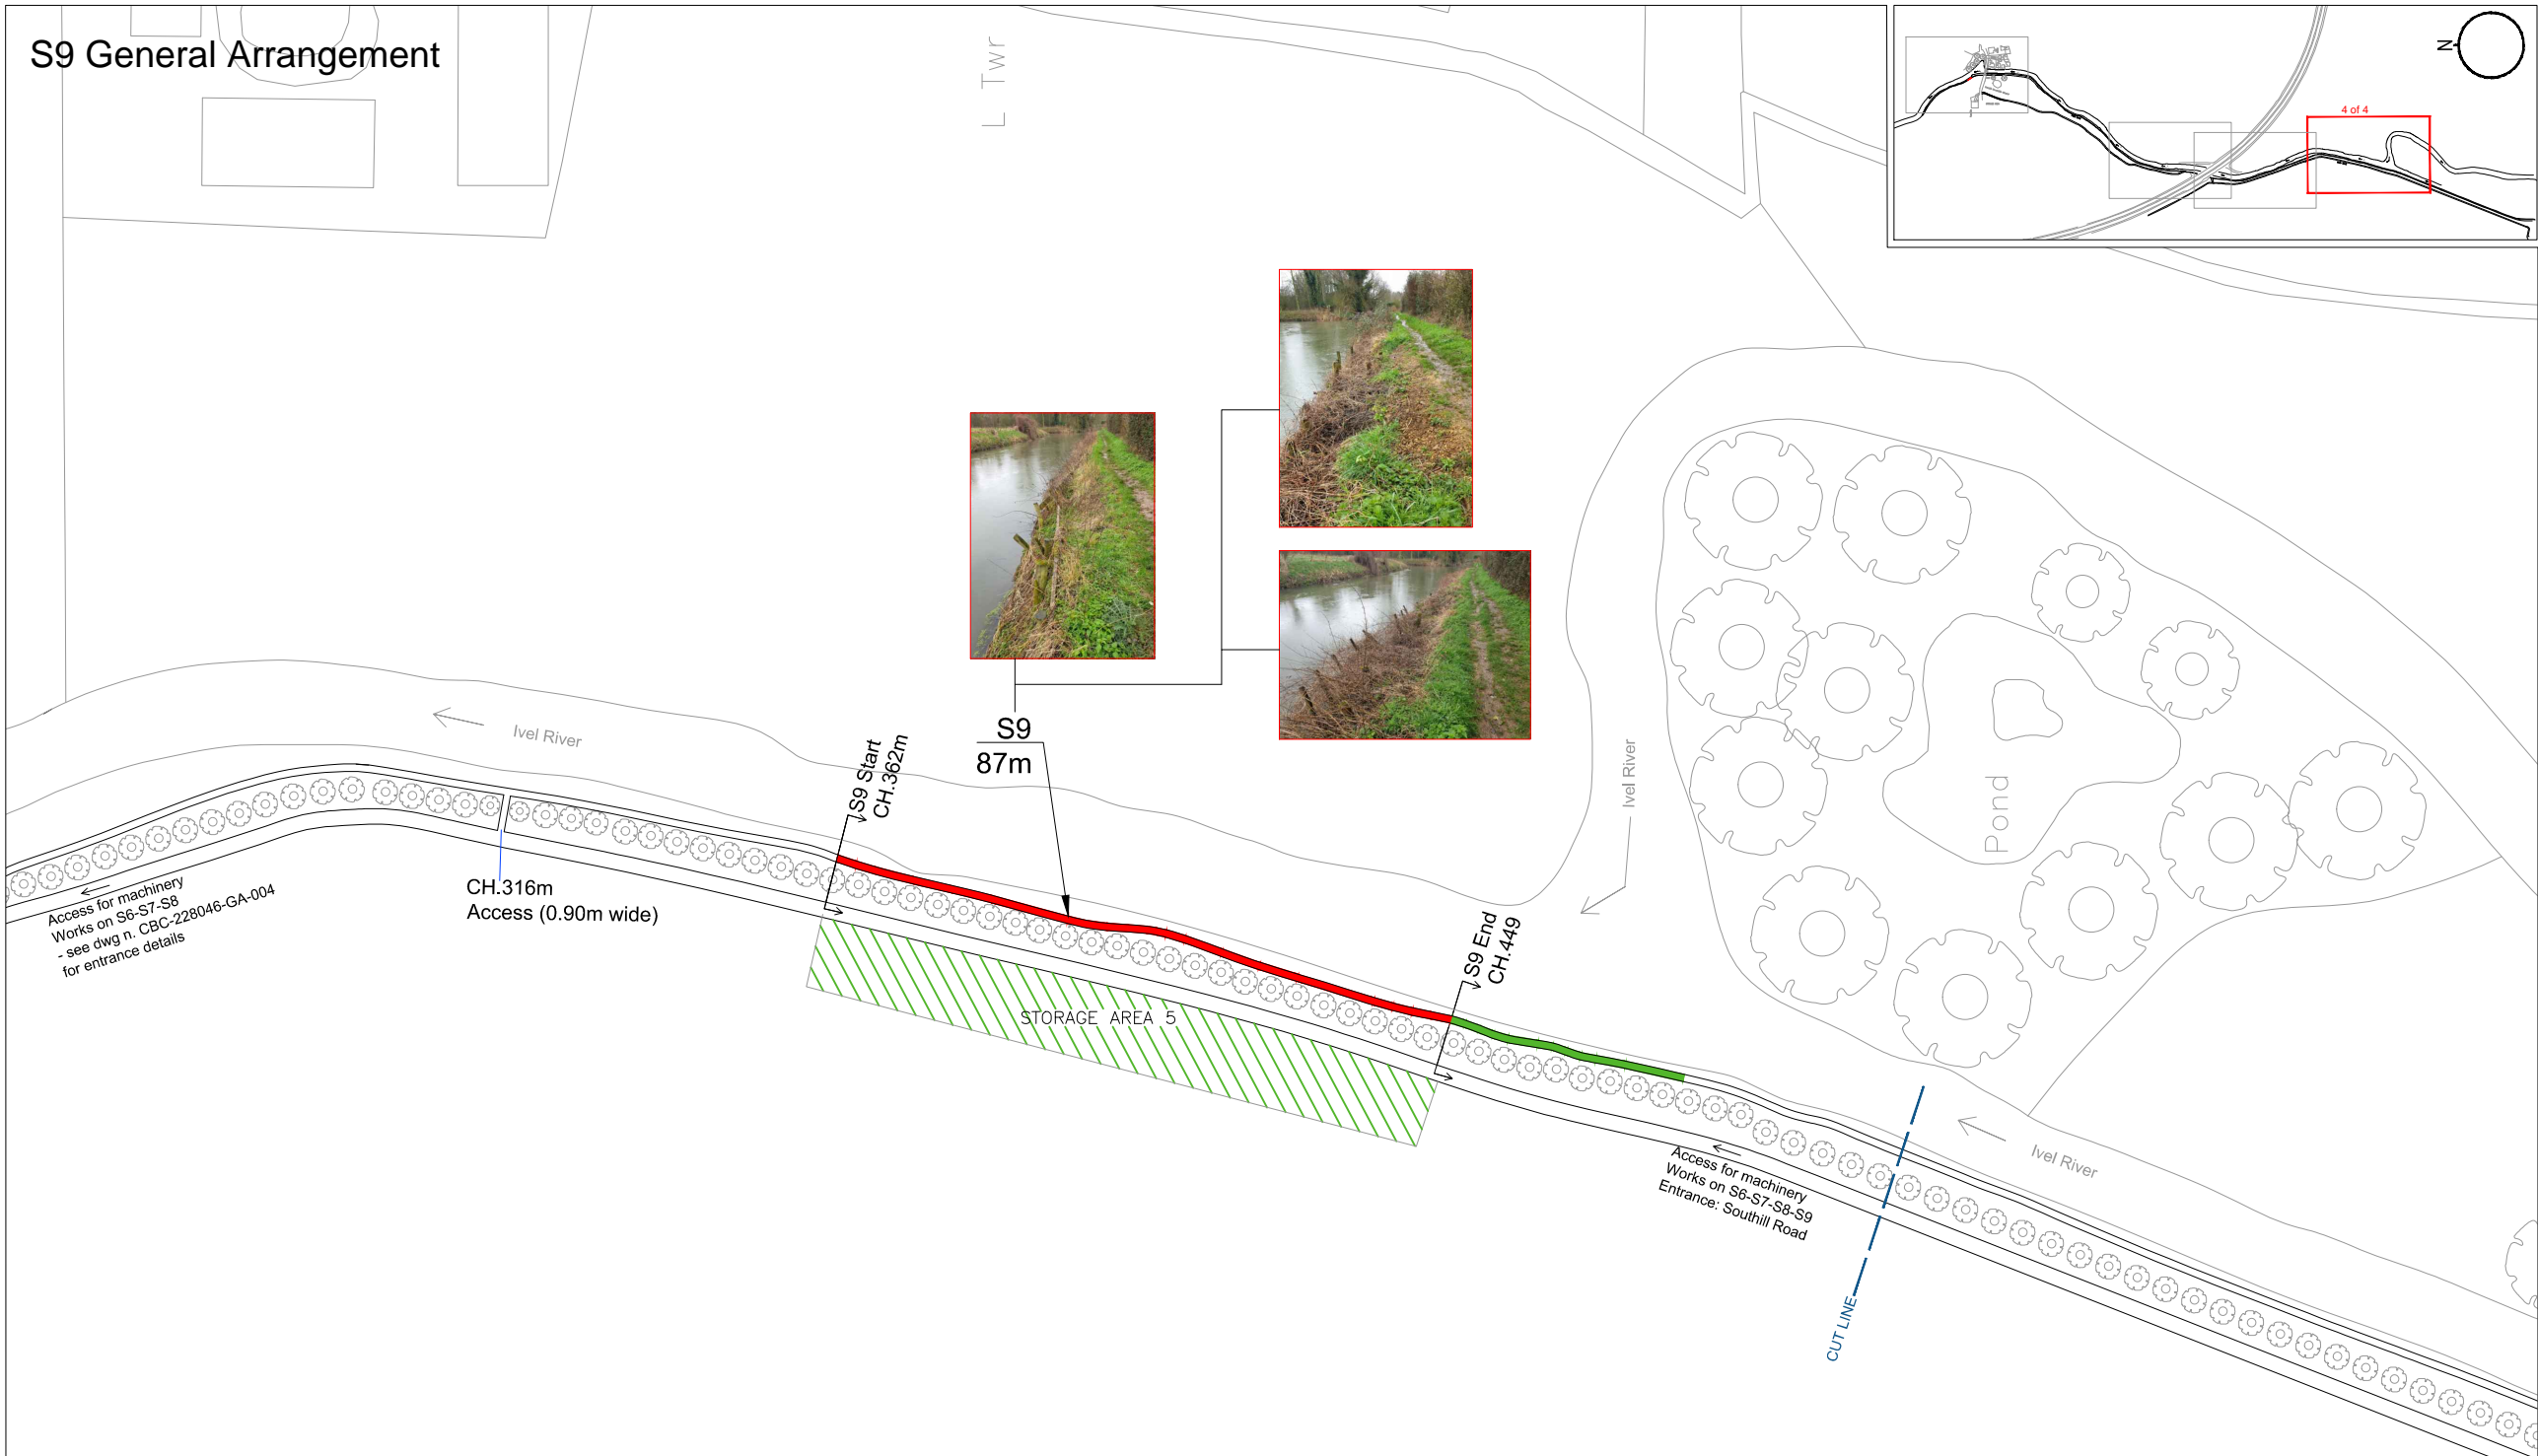 S9 General Arrangement
L Twr
N
4 of 4
Ivel River
S9 Start
CH.362m
S9
87m
Ivel River
Pond
CH.316m
Access (0.90m wide)
Access for machinery
Works on S6-S7-S8
- see dwg n. CBC-228046-GA-004
for entrance details
S9 End
CH.449
STORAGE AREA 5
Access for machinery
Works on S6-S7-S8-S9
Entrance: Southill Road
Ivel River
CUT LINE